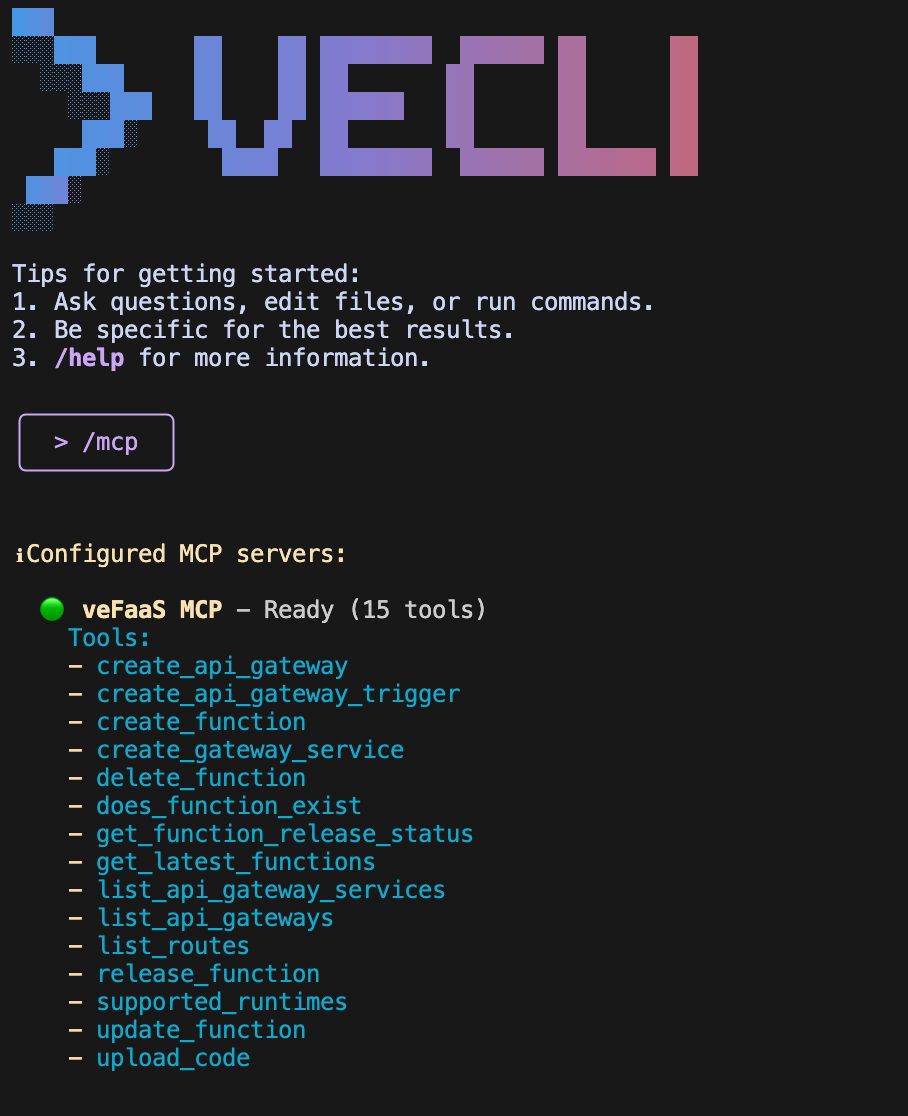 VECLI
Tips for getting started:
1. Ask questions, edit files, or run commands.
2. Be specific for the best results.
3. /help for more information.
> /mcp
ℹConfigured MCP servers:
veFaaS MCP – Ready (15 tools)
Tools:
– create_api_gateway
– create_api_gateway_trigger
– create_function
– create_gateway_service
– delete_function
– does_function_exist
– get_function_release_status
– get_latest_functions
– list_api_gateway_services
– list_api_gateways
– list_routes
– release_function
– supported_runtimes
– update_function
– upload_code